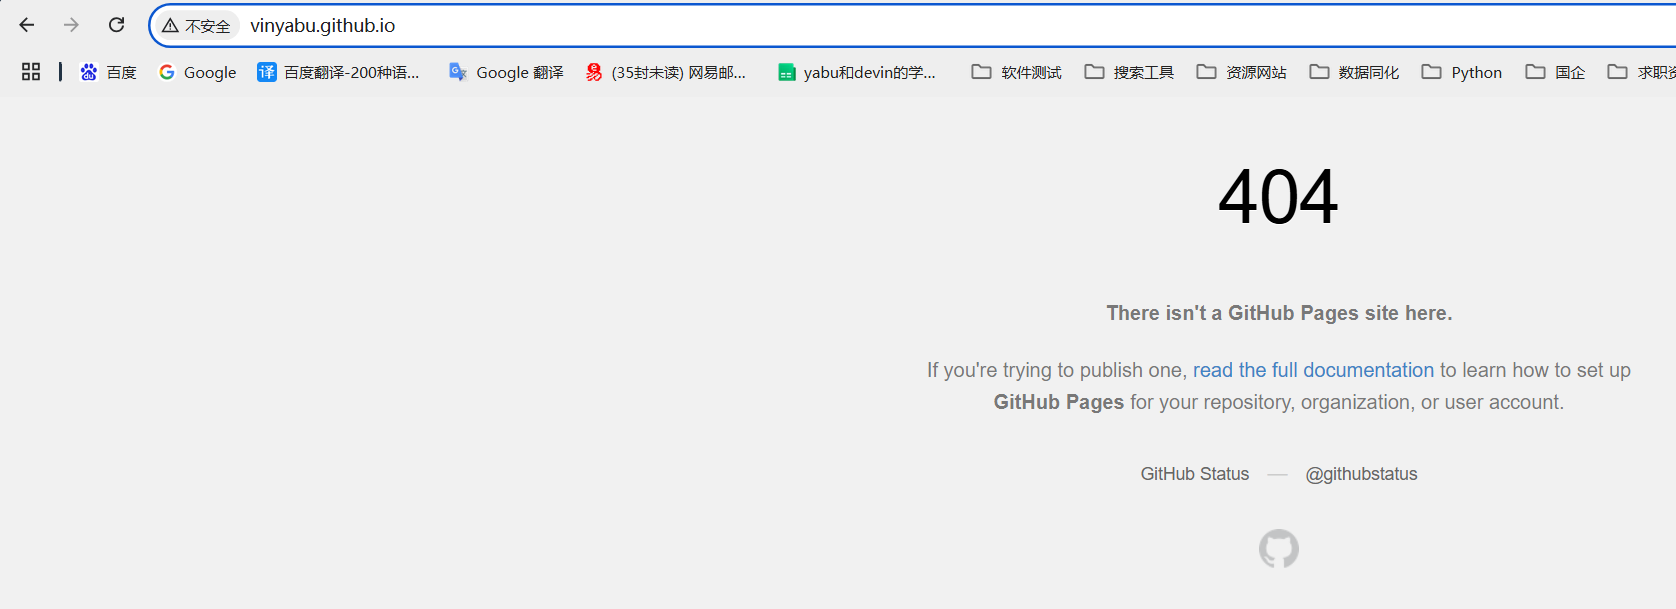 不安全 vinyabu.github.io
百度 Google 百度翻译-200种语... Google 翻译 (35封未读) 网易邮... yabu和devin的学... 软件测试 搜索工具 资源网站 数据同化 Python 国企 求职资
404
There isn't a GitHub Pages site here.
If you're trying to publish one, read the full documentation to learn how to set up
GitHub Pages for your repository, organization, or user account.
GitHub Status — @githubstatus